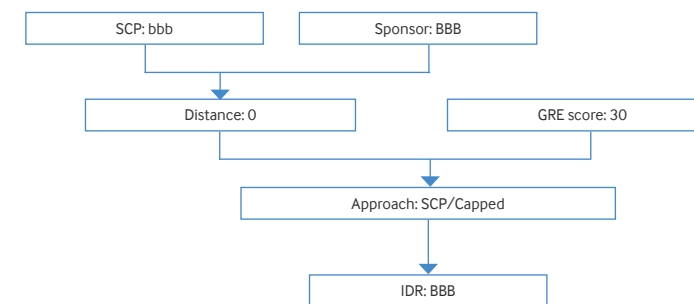 SCP: bbb
Sponsor: BBB
Distance: 0
GRE score: 30
Approach: SCP/Capped
IDR: BBB